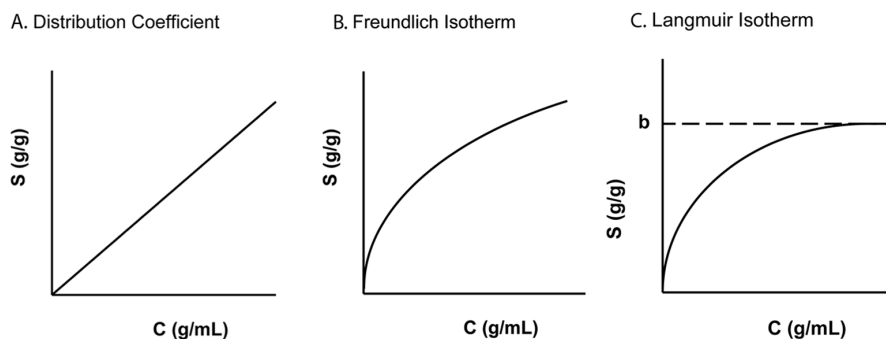 A. Distribution Coefficient
B. Freundlich Isotherm
C. Langmuir Isotherm
S (g/g)
C (g/mL)
S (g/g)
C (g/mL)
b
S (g/g)
C (g/mL)